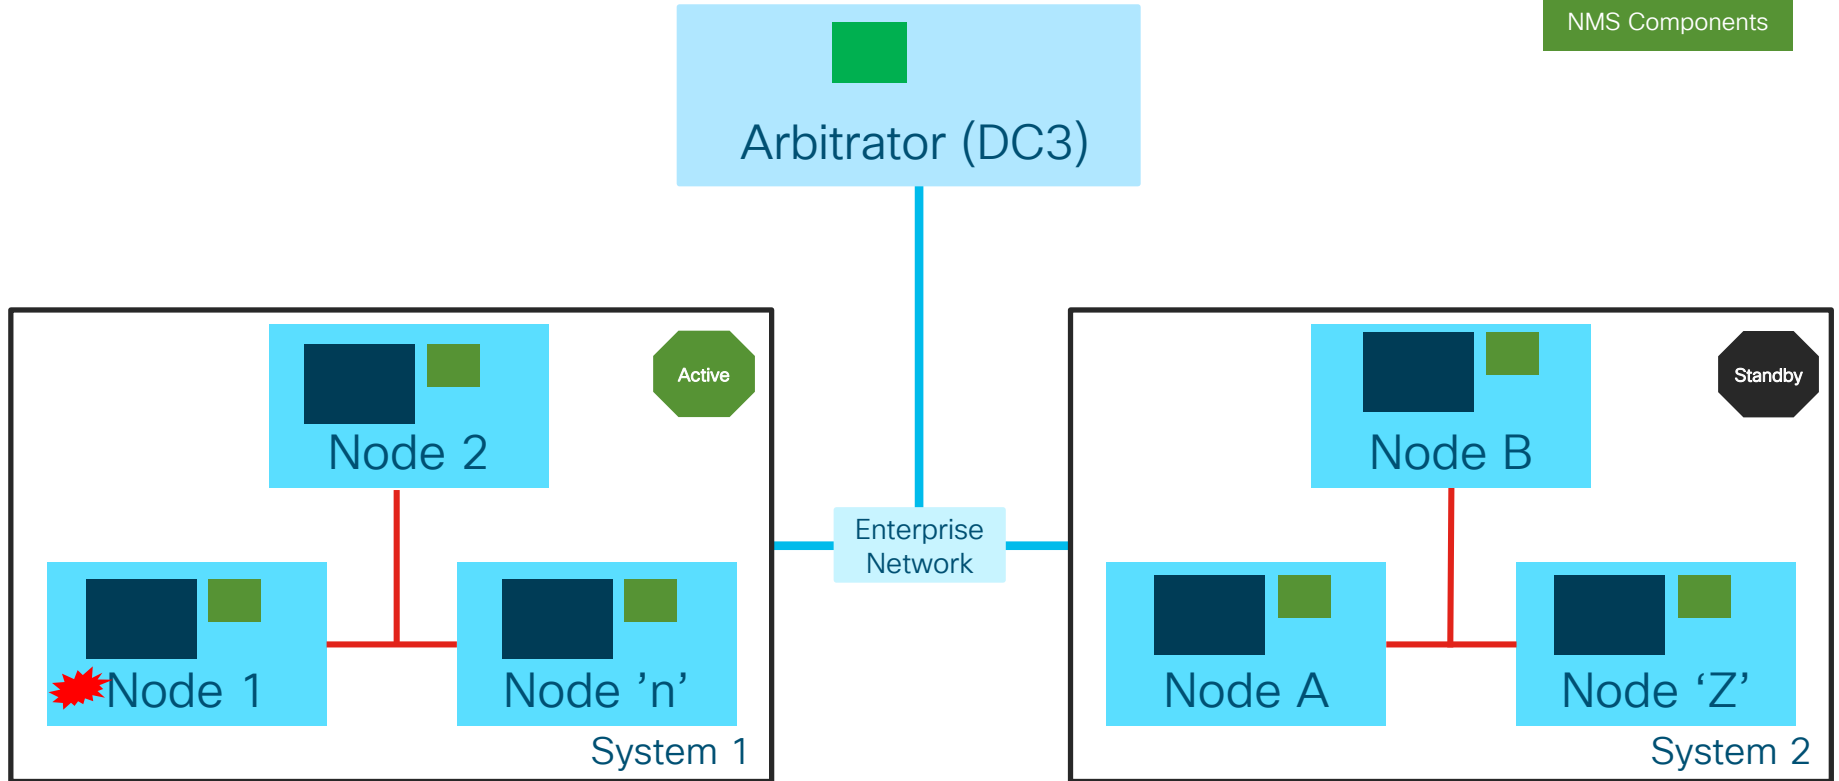 NMS Components
Arbitrator (DC3)
Active
Standby
Node 2
Node B
Enterprise
Network
Node 1
Node ’n’
Node A
Node ‘Z’
System 1
System 2